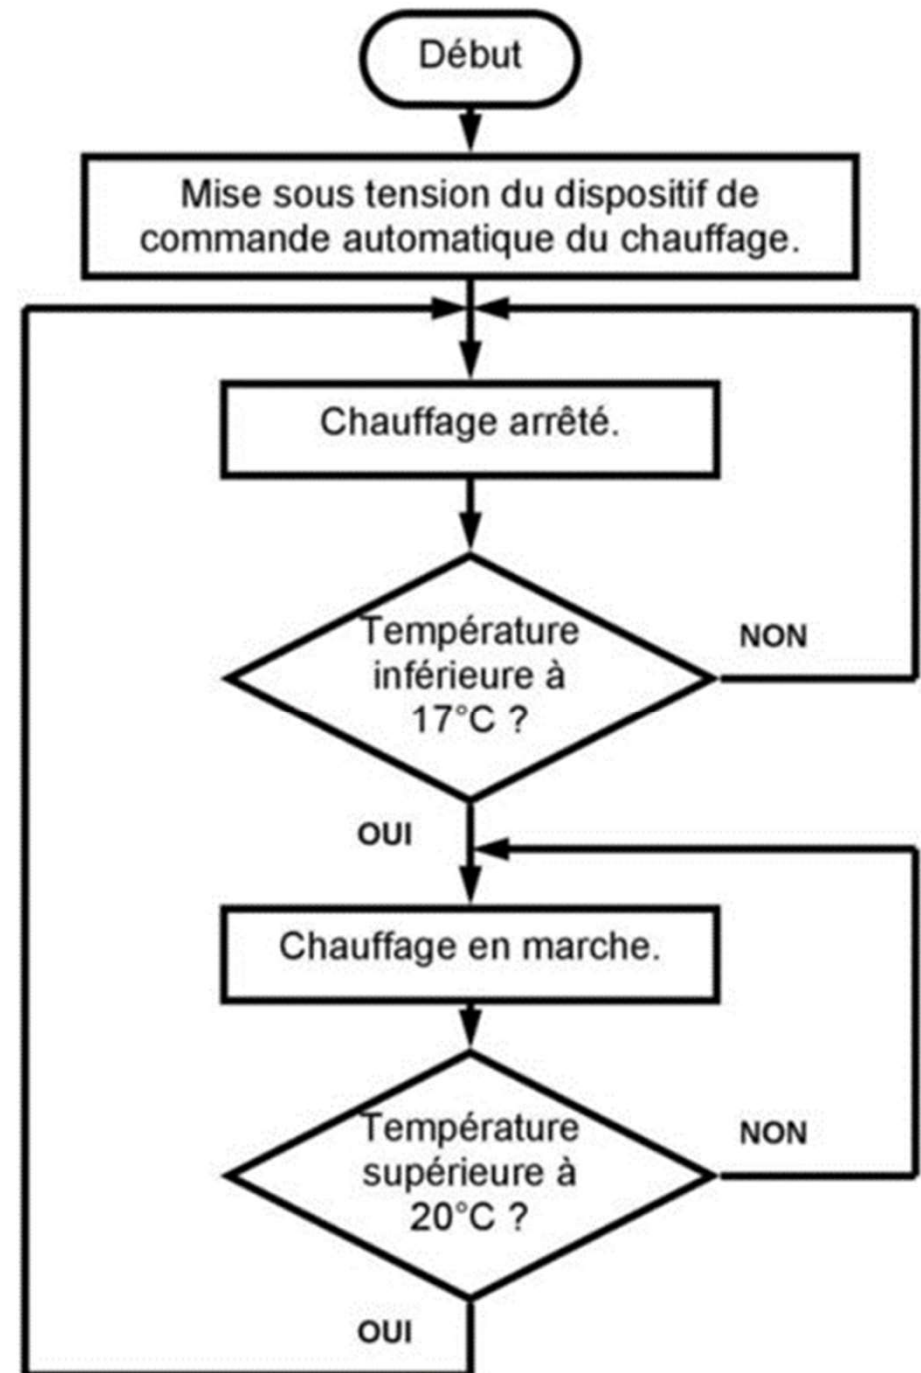 Début
Mise sous tension du dispositif de
commande automatique du chauffage.
Chauffage arrêté.
Température
inférieure à
17°C ?
NON
OUI
Chauffage en marche.
Température
supérieure à
20°C ?
NON
OUI